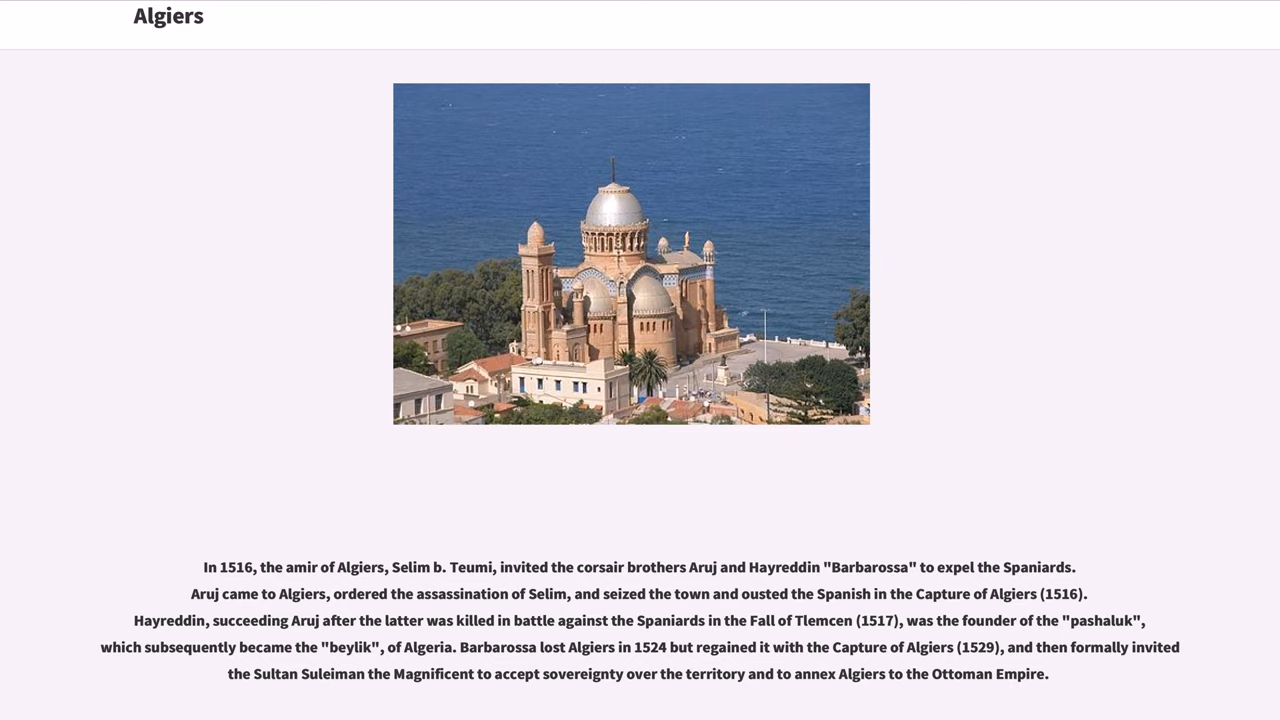 Algiers
In 1516, the amir of Algiers, Selim b. Teumi, invited the corsair brothers Aruj and Hayreddin "Barbarossa" to expel the Spaniards.
Aruj came to Algiers, ordered the assassination of Selim, and seized the town and ousted the Spanish in the Capture of Algiers (1516).
Hayreddin, succeeding Aruj after the latter was killed in battle against the Spaniards in the Fall of Tlemcen (1517), was the founder of the "pashaluk",
which subsequently became the "beylik", of Algeria. Barbarossa lost Algiers in 1524 but regained it with the Capture of Algiers (1529), and then formally invited
the Sultan Suleiman the Magnificent to accept sovereignty over the territory and to annex Algiers to the Ottoman Empire.